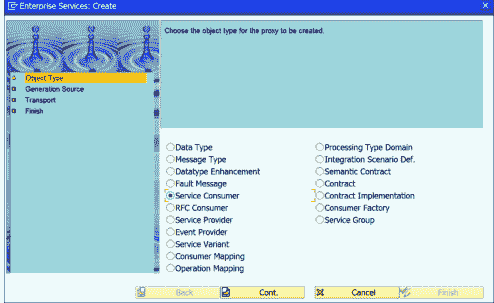 Enterprise Services: Create
Choose the object type for the proxy to be created.
Object Type
Generation Source
Transport
Finish
Data Type
Message Type
Datatype Enhancement
Fault Message
Service Consumer
RFC Consumer
Service Provider
Event Provider
Service Variant
Consumer Mapping
Operation Mapping
Processing Type Domain
Integration Scenario Def.
Semantic Contract
Contract
Contract Implementation
Consumer Factory
Service Group
Back
Cont.
Cancel
Finish